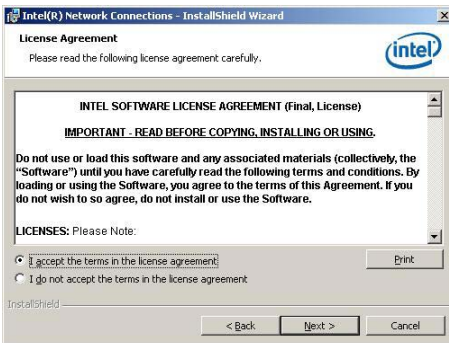 Intel(R) Network Connections - InstallShield Wizard
License Agreement
Please read the following license agreement carefully.
intel
INTEL SOFTWARE LICENSE AGREEMENT (Final, License)
IMPORTANT - READ BEFORE COPYING, INSTALLING OR USING.
Do not use or load this software and any associated materials (collectively, the
“Software”) until you have carefully read the following terms and conditions. By
loading or using the Software, you agree to the terms of this Agreement. If you
do not wish to so agree, do not install or use the Software.
LICENSES: Please Note:
I accept the terms in the license agreement
Print
I do not accept the terms in the license agreement
InstallShield
< Back
Next >
Cancel